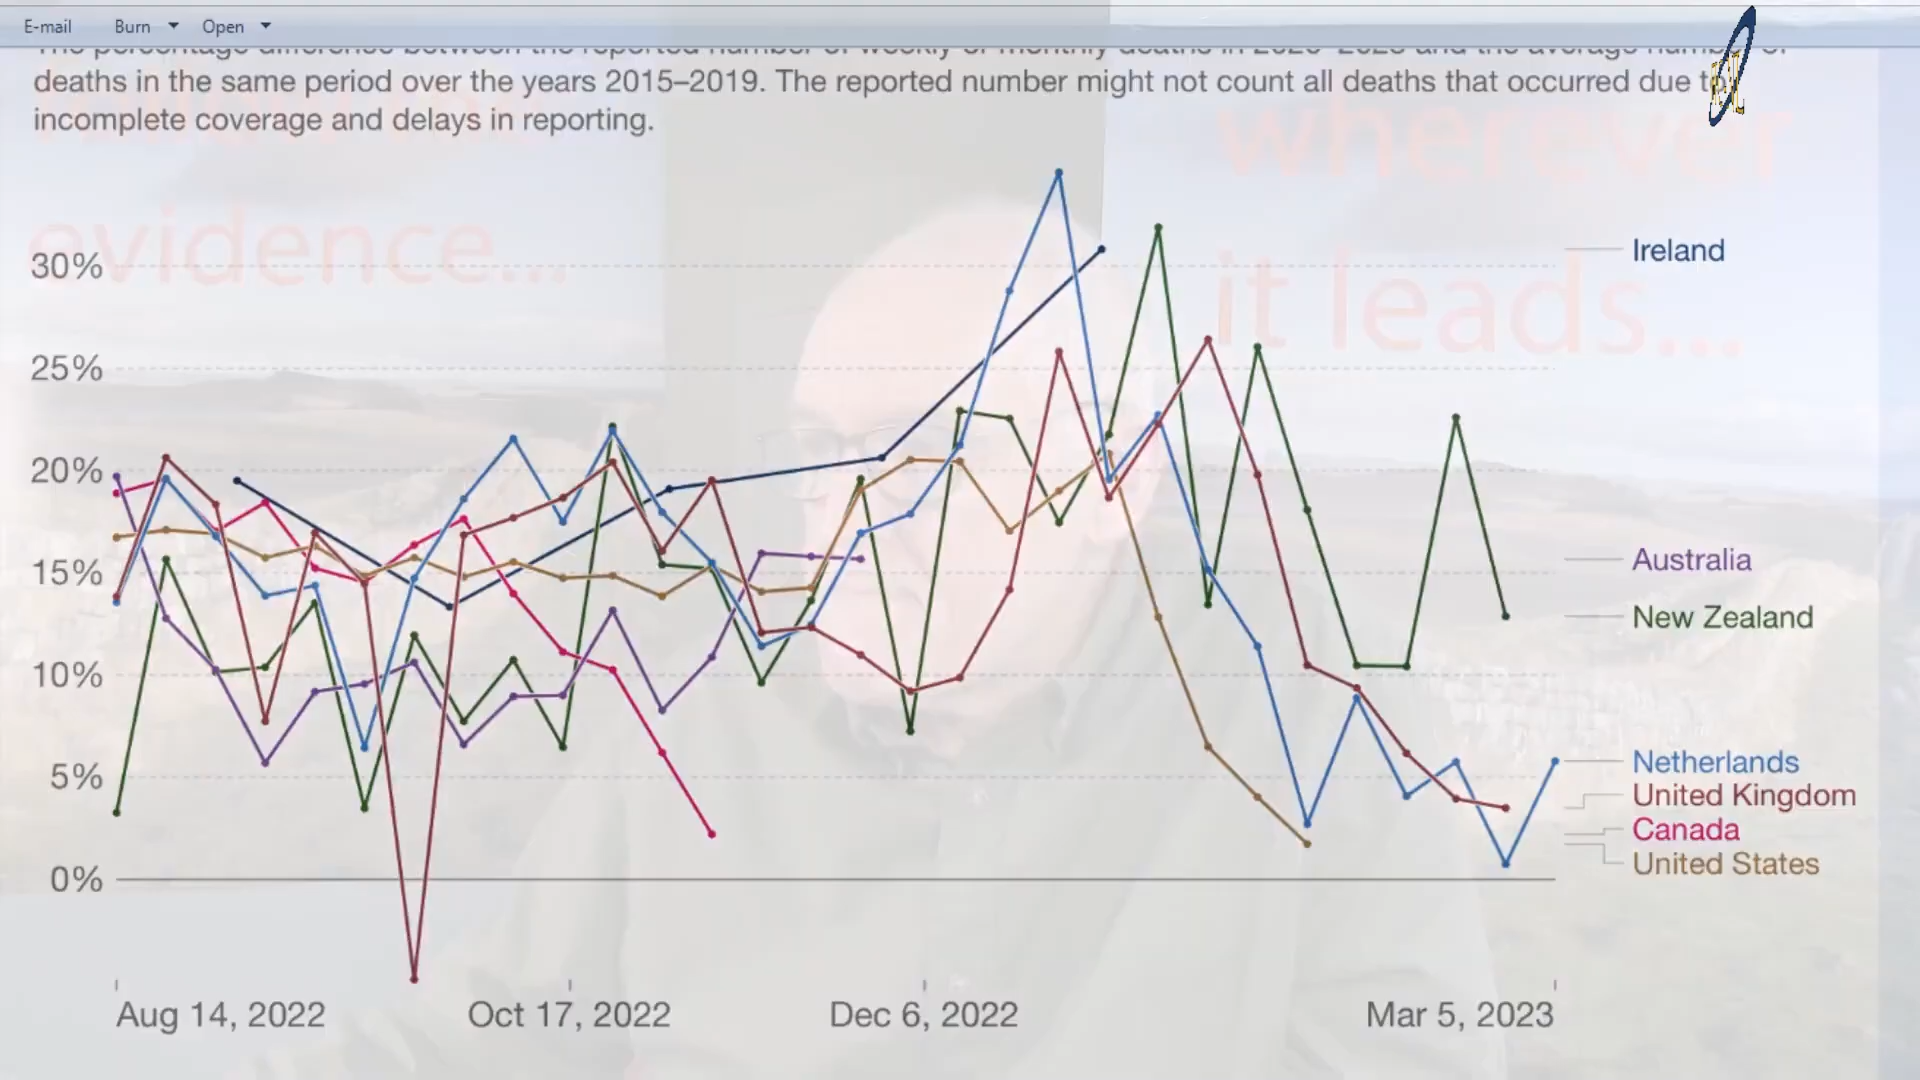 E-mail Burn Open
The percentage difference between the reported number of weekly or monthly deaths in 2020–2023 and the average number of
deaths in the same period over the years 2015–2019. The reported number might not count all deaths that occurred due to
incomplete coverage and delays in reporting.
wherever
evidence...
it leads...
30%
25%
20%
15%
10%
5%
0%
Ireland
Australia
New Zealand
Netherlands
United Kingdom
Canada
United States
Aug 14, 2022
Oct 17, 2022
Dec 6, 2022
Mar 5, 2023